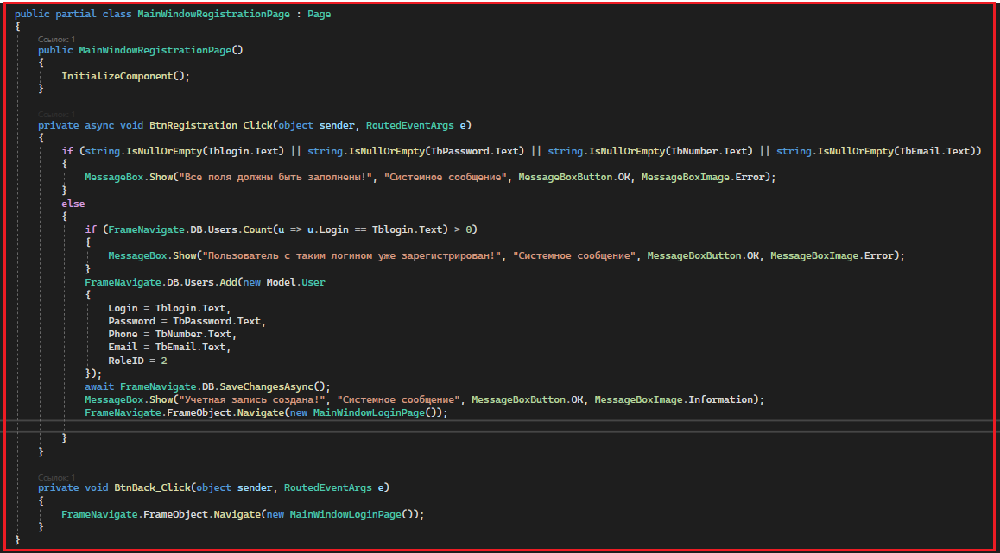 public partial class MainWindowRegistrationPage : Page
{
Ссылок: 1
public MainWindowRegistrationPage()
{
InitializeComponent();
}
Ссылок: 1
private async void BtnRegistration_Click(object sender, RoutedEventArgs e)
{
if (string.IsNullOrEmpty(Tblogin.Text) || string.IsNullOrEmpty(TbPassword.Text) || string.IsNullOrEmpty(TbNumber.Text) || string.IsNullOrEmpty(TbEmail.Text))
{
MessageBox.Show("Все поля должны быть заполнены!", "Системное сообщение", MessageBoxButton.OK, MessageBoxImage.Error);
}
else
{
if (FrameNavigate.DB.Users.Count(u => u.Login == Tblogin.Text) > 0)
{
MessageBox.Show("Пользователь с таким логином уже зарегистрирован!", "Системное сообщение", MessageBoxButton.OK, MessageBoxImage.Error);
}
FrameNavigate.DB.Users.Add(new Model.User
{
Login = Tblogin.Text,
Password = TbPassword.Text,
Phone = TbNumber.Text,
Email = TbEmail.Text,
RoleID = 2
});
await FrameNavigate.DB.SaveChangesAsync();
MessageBox.Show("Учетная запись создана!", "Системное сообщение", MessageBoxButton.OK, MessageBoxImage.Information);
FrameNavigate.FrameObject.Navigate(new MainWindowLoginPage());
}
}
Ссылок: 1
private void BtnBack_Click(object sender, RoutedEventArgs e)
{
FrameNavigate.FrameObject.Navigate(new MainWindowLoginPage());
}
}